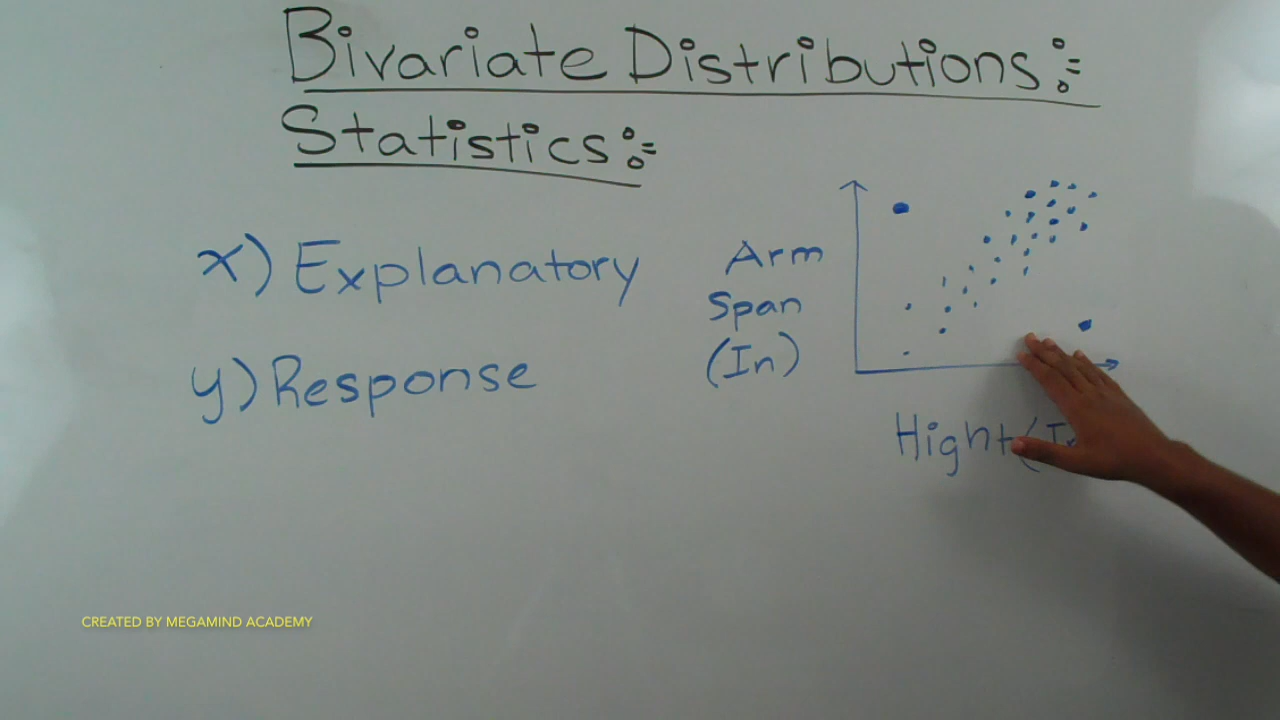 Bivariate Distributions:=
Statistics:=
x) Explanatory
y) Response
Arm
Span
(In)
Hight (I
CREATED BY MEGAMIND ACADEMY